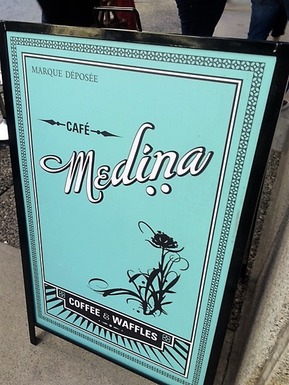 MARQUE DÉPOSÉE
CAFÉ
Medina
COFFEE & WAFFLES